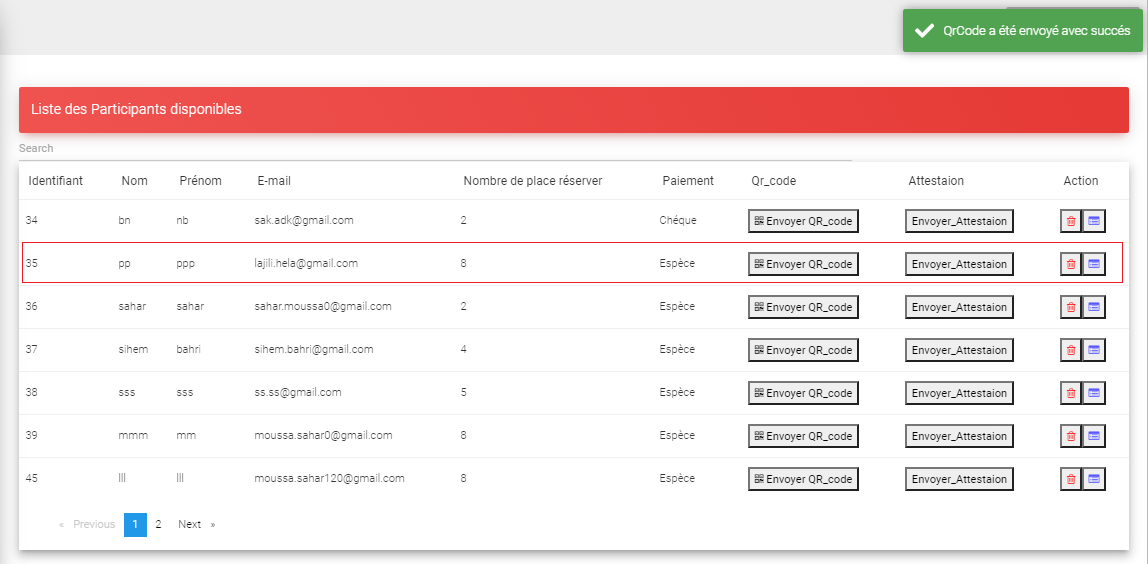 QrCode a été envoyé avec succés
Liste des Participants disponibles
Search
Identifiant Nom Prénom E-mail Nombre de place réserver Paiement Qr_code Attestaion Action
34 bn nb sak.adk@gmail.com 2 Chéque Envoyer QR_code Envoyer_Attestaion
35 pp ppp lajili.hela@gmail.com 8 Espèce Envoyer QR_code Envoyer_Attestaion
36 sahar sahar sahar.moussa0@gmail.com 2 Espèce Envoyer QR_code Envoyer_Attestaion
37 sihem bahri sihem.bahri@gmail.com 4 Espèce Envoyer QR_code Envoyer_Attestaion
38 sss sss ss.ss@gmail.com 5 Espèce Envoyer QR_code Envoyer_Attestaion
39 mmm mm moussa.sahar0@gmail.com 8 Espèce Envoyer QR_code Envoyer_Attestaion
45 lll lll moussa.sahar120@gmail.com 8 Espèce Envoyer QR_code Envoyer_Attestaion
« Previous 1 2 Next »